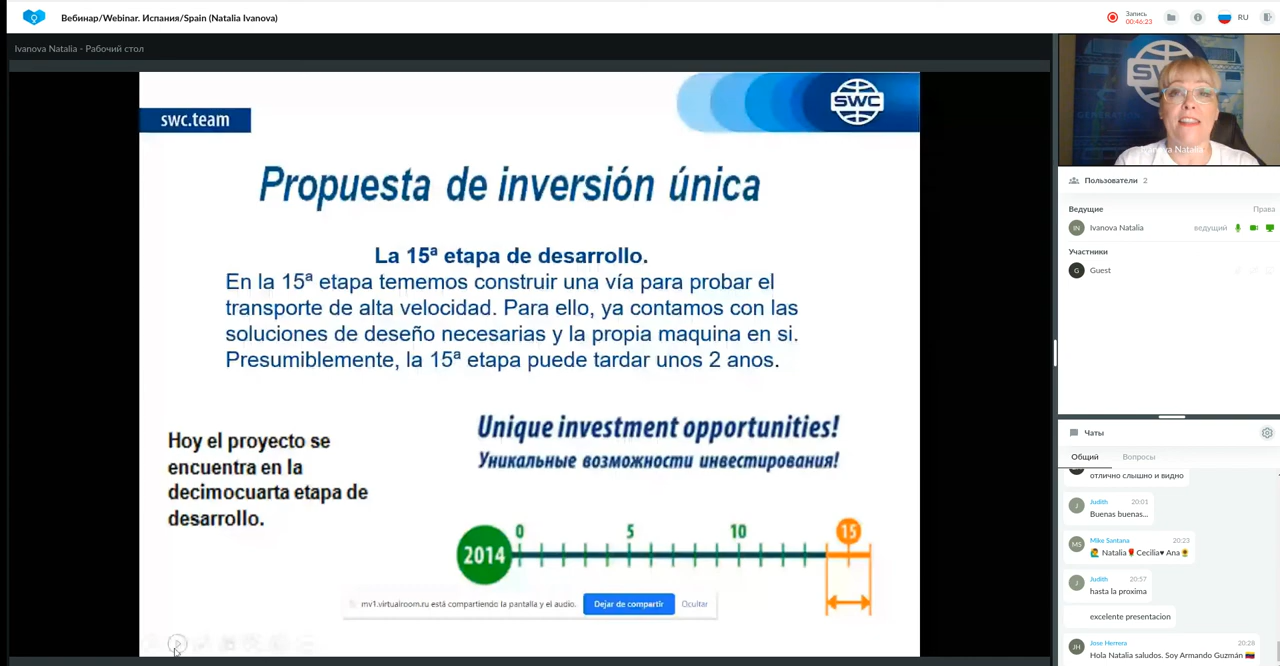 Вебинар/Webinar. Испания/Spain (Natalia Ivanova)
Запись
00:46:23
RU
Ivanova Natalia - Рабочий стол
swc.team
SWC
Propuesta de inversión única
La 15ª etapa de desarrollo.
En la 15ª etapa tememos construir una vía para probar el
transporte de alta velocidad. Para ello, ya contamos con las
soluciones de deseño necesarias y la propia maquina en si.
Presumiblemente, la 15ª etapa puede tardar unos 2 anos.
Hoy el proyecto se
encuentra en la
decimocuarta etapa de
desarrollo.
Unique investment opportunities!
Уникальные возможности инвестирования!
2014
0
5
10
15
mv1.virtualroom.ru está compartiendo la pantalla y el audio.
Dejar de compartir
Ocultar
Ivanova Natalia
Пользователи 2
Ведущие
Права
IN
Ivanova Natalia
ведущий
Участники
G
Guest
Чаты
Общий
Вопросы
отлично слышно и видно
J
Judith 20:01
Buenas buenas...
MS
Mike Santana 20:23
🙋‍♂️ Natalia🌹Cecilia♥ Ana🌻
J
Judith 20:57
hasta la proxima
excelente presentacion
JH
Jose Herrera 20:28
Hola Natalia saludos. Soy Armando Guzmán 🇻🇪